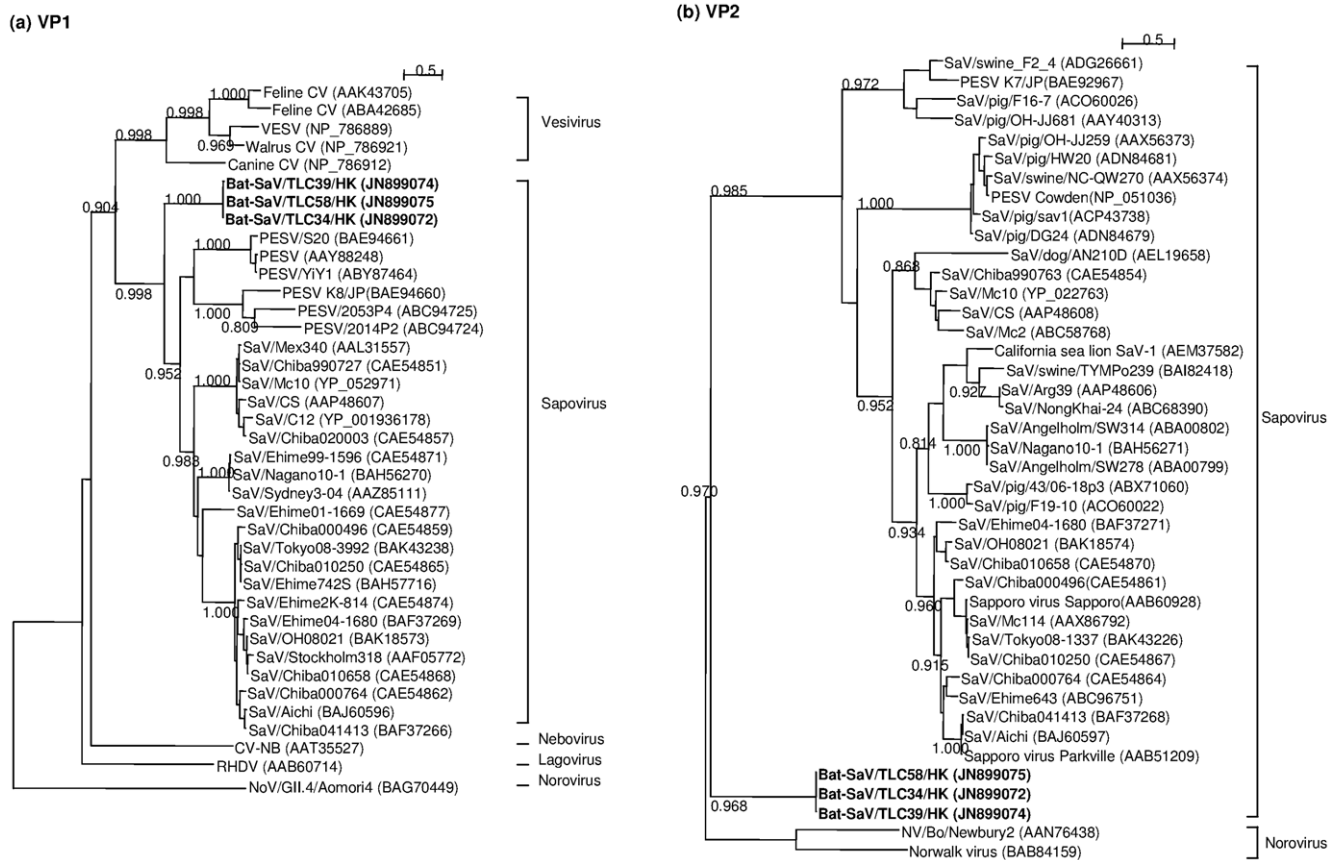 (a) VP1
0.5
Feline CV (AAK43705)
1.000
Feline CV (ABA42685)
0.998
VESV (NP_786889)
Vesivirus
0.998
0.969
Walrus CV (NP_786921)
Canine CV (NP_786912)
Bat-SaV/TLC39/HK (JN899074)
1.000
Bat-SaV/TLC58/HK (JN899075
0.904
Bat-SaV/TLC34/HK (JN899072)
PESV/S20 (BAE94661)
1.000
PESV (AAY88248)
PESV/YiY1 (ABY87464)
0.998
PESV K8/JP(BAE94660)
1.000
PESV/2053P4 (ABC94725)
0.809
PESV/2014P2 (ABC94724)
SaV/Mex340 (AAL31557)
SaV/Chiba990727 (CAE54851)
0.952
1.000
SaV/Mc10 (YP_052971)
SaV/CS (AAP48607)
Sapovirus
SaV/C12 (YP_001936178)
SaV/Chiba020003 (CAE54857)
0.988
SaV/Ehime99-1596 (CAE54871)
1.000
SaV/Nagano10-1 (BAH56270)
SaV/Sydney3-04 (AAZ85111)
SaV/Ehime01-1669 (CAE54877)
SaV/Chiba000496 (CAE54859)
SaV/Tokyo08-3992 (BAK43238)
SaV/Chiba010250 (CAE54865)
SaV/Ehime742S (BAH57716)
1.000
SaV/Ehime2K-814 (CAE54874)
SaV/Ehime04-1680 (BAF37269)
SaV/OH08021 (BAK18573)
SaV/Stockholm318 (AAF05772)
SaV/Chiba010658 (CAE54868)
SaV/Chiba000764 (CAE54862)
SaV/Aichi (BAJ60596)
SaV/Chiba041413 (BAF37266)
CV-NB (AAT35527)
Nebovirus
RHDV (AAB60714)
Lagovirus
NoV/GII.4/Aomori4 (BAG70449)
Norovirus
(b) VP2
0.5
SaV/swine_F2_4 (ADG26661)
0.972
PESV K7/JP(BAE92967)
SaV/pig/F16-7 (ACO60026)
SaV/pig/OH-JJ681 (AAY40313)
SaV/pig/OH-JJ259 (AAX56373)
SaV/pig/HW20 (ADN84681)
0.985
SaV/swine/NC-QW270 (AAX56374)
1.000
PESV Cowden(NP_051036)
SaV/pig/sav1(ACP43738)
SaV/pig/DG24 (ADN84679)
SaV/dog/AN210D (AEL19658)
0.868
SaV/Chiba990763 (CAE54854)
SaV/Mc10 (YP_022763)
SaV/CS (AAP48608)
SaV/Mc2 (ABC58768)
California sea lion SaV-1 (AEM37582)
SaV/swine/TYMPo239 (BAI82418)
0.927
SaV/Arg39 (AAP48606)
0.952
SaV/NongKhai-24 (ABC68390)
Sapovirus
SaV/Angelholm/SW314 (ABA00802)
0.814
1.000
SaV/Nagano10-1 (BAH56271)
SaV/Angelholm/SW278 (ABA00799)
0.970
SaV/pig/43/06-18p3 (ABX71060)
1.000
SaV/pig/F19-10 (ACO60022)
0.934
SaV/Ehime04-1680 (BAF37271)
SaV/OH08021 (BAK18574)
SaV/Chiba010658 (CAE54870)
SaV/Chiba000496(CAE54861)
0.960
Sapporo virus Sapporo(AAB60928)
SaV/Mc114 (AAX86792)
SaV/Tokyo08-1337 (BAK43226)
0.915
SaV/Chiba010250 (CAE54867)
SaV/Chiba000764 (CAE54864)
SaV/Ehime643 (ABC96751)
SaV/Chiba041413 (BAF37268)
SaV/Aichi (BAJ60597)
1.000
Sapporo virus Parkville (AAB51209)
Bat-SaV/TLC58/HK (JN899075)
Bat-SaV/TLC34/HK (JN899072)
0.968
Bat-SaV/TLC39/HK (JN899074)
NV/Bo/Newbury2 (AAN76438)
Norovirus
Norwalk virus (BAB84159)